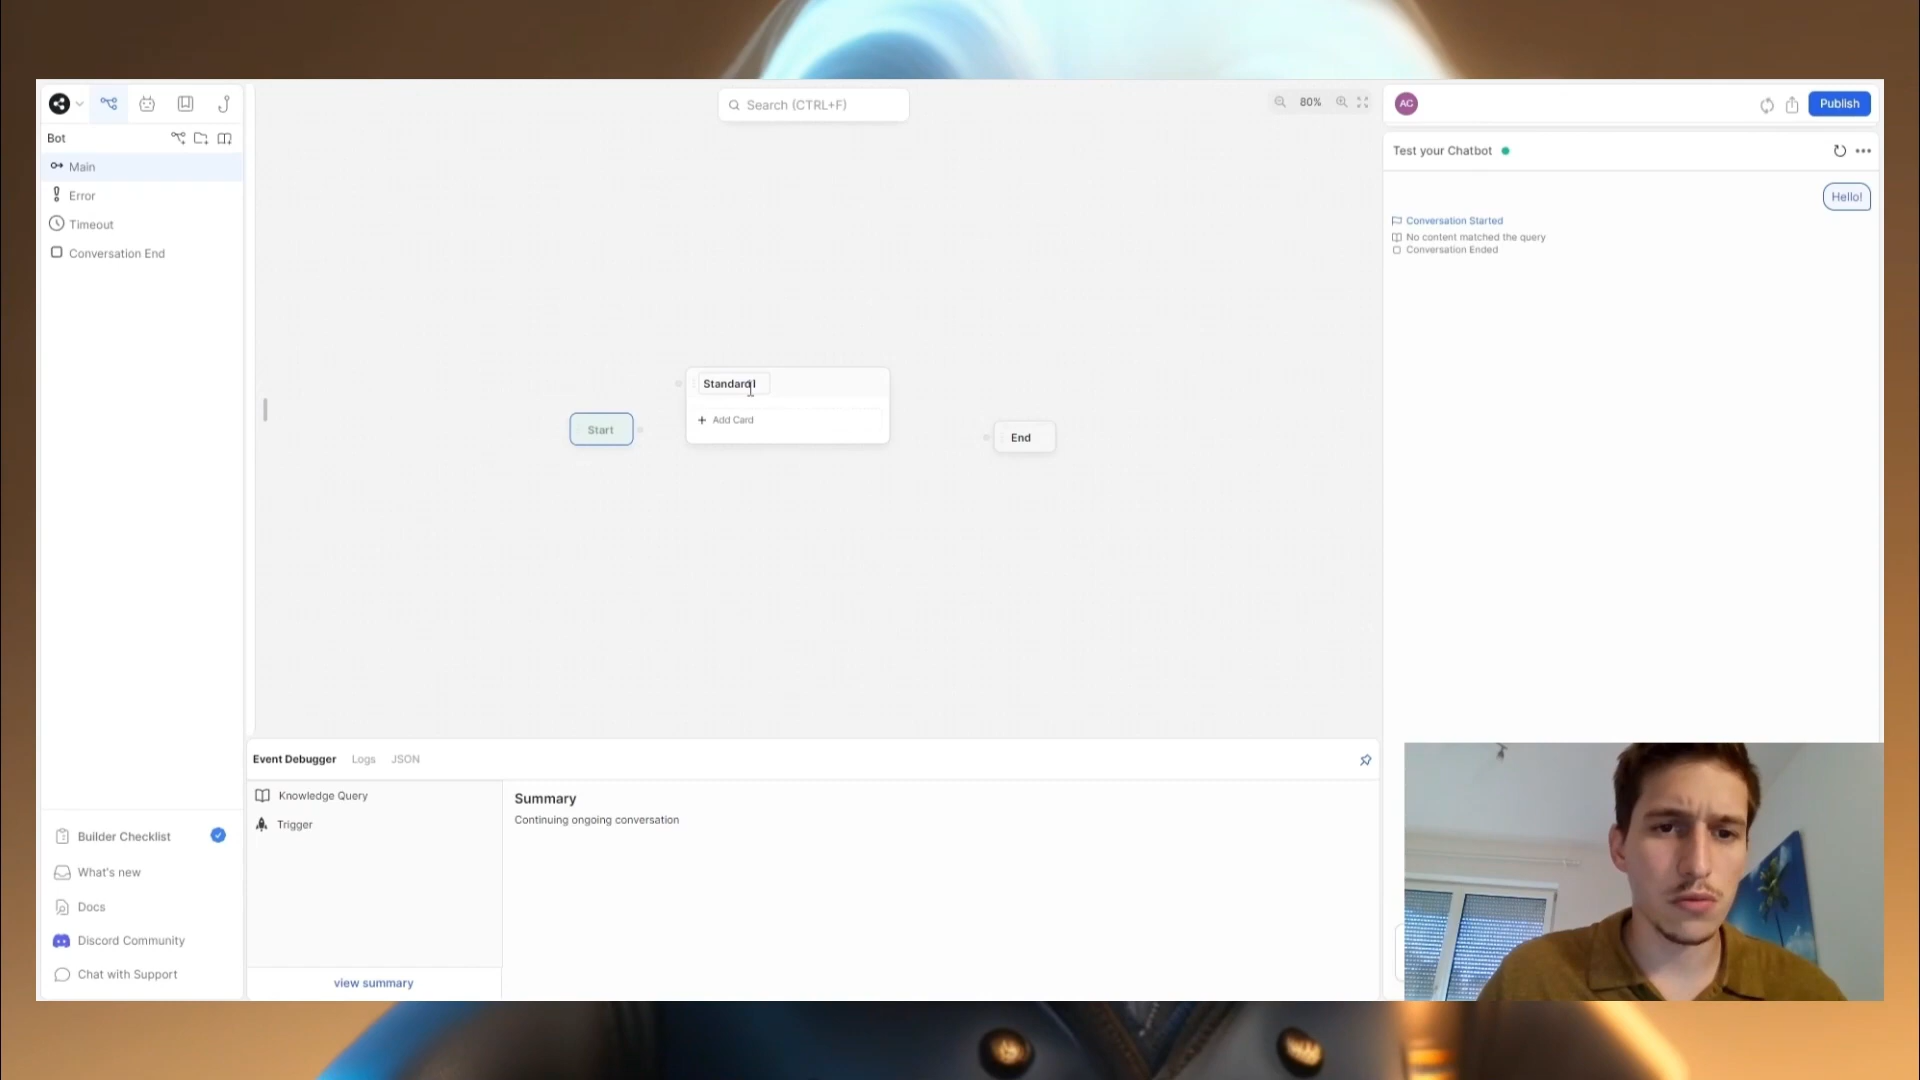 Search (CTRL+F)
80%
AC
Publish
Bot
Main
Error
Timeout
Conversation End
Test your Chatbot
Hello!
Conversation Started
No content matched the query
Conversation Ended
Standard1
Add Card
Start
End
Event Debugger Logs JSON
Knowledge Query
Trigger
Summary
Continuing ongoing conversation
view summary
Builder Checklist
What's new
Docs
Discord Community
Chat with Support